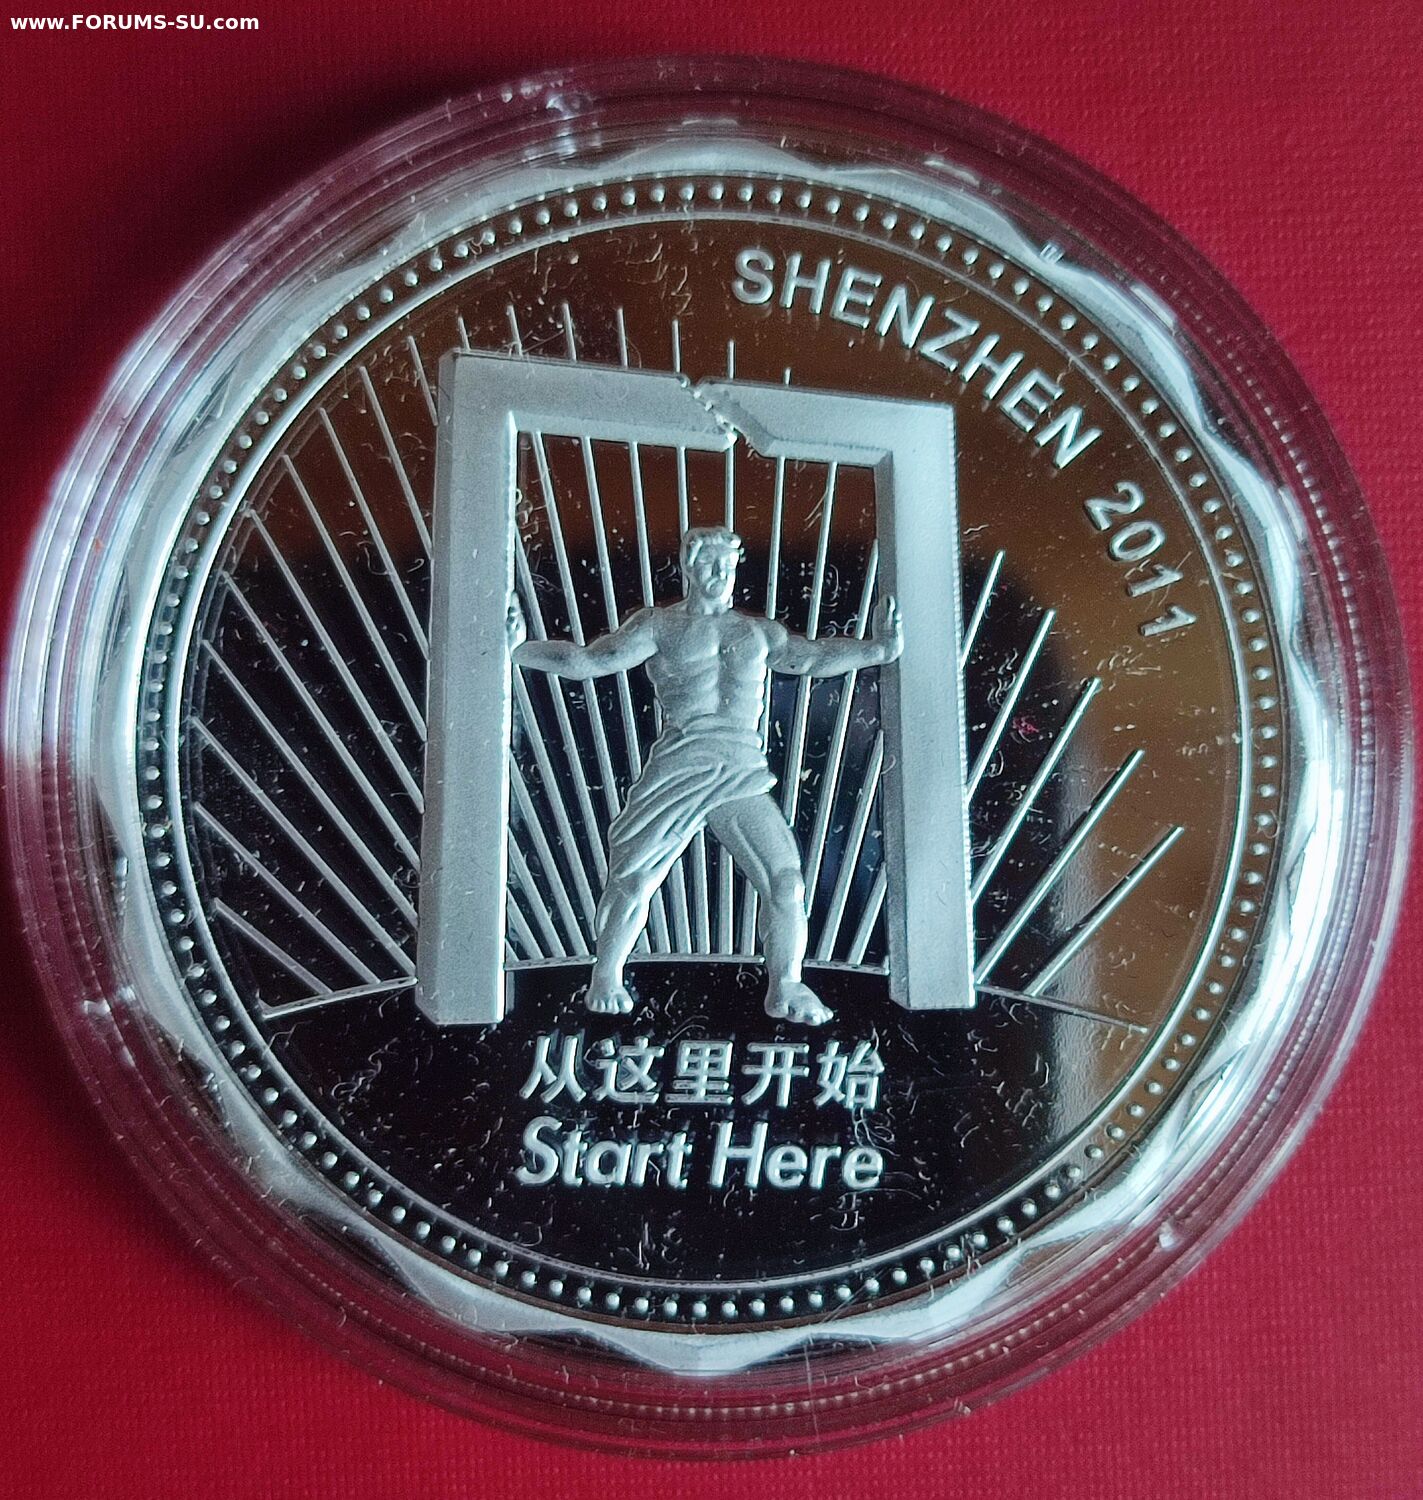 www.FORUMS-SU.com
SHENZHEN 2011
从这里开始
Start Here